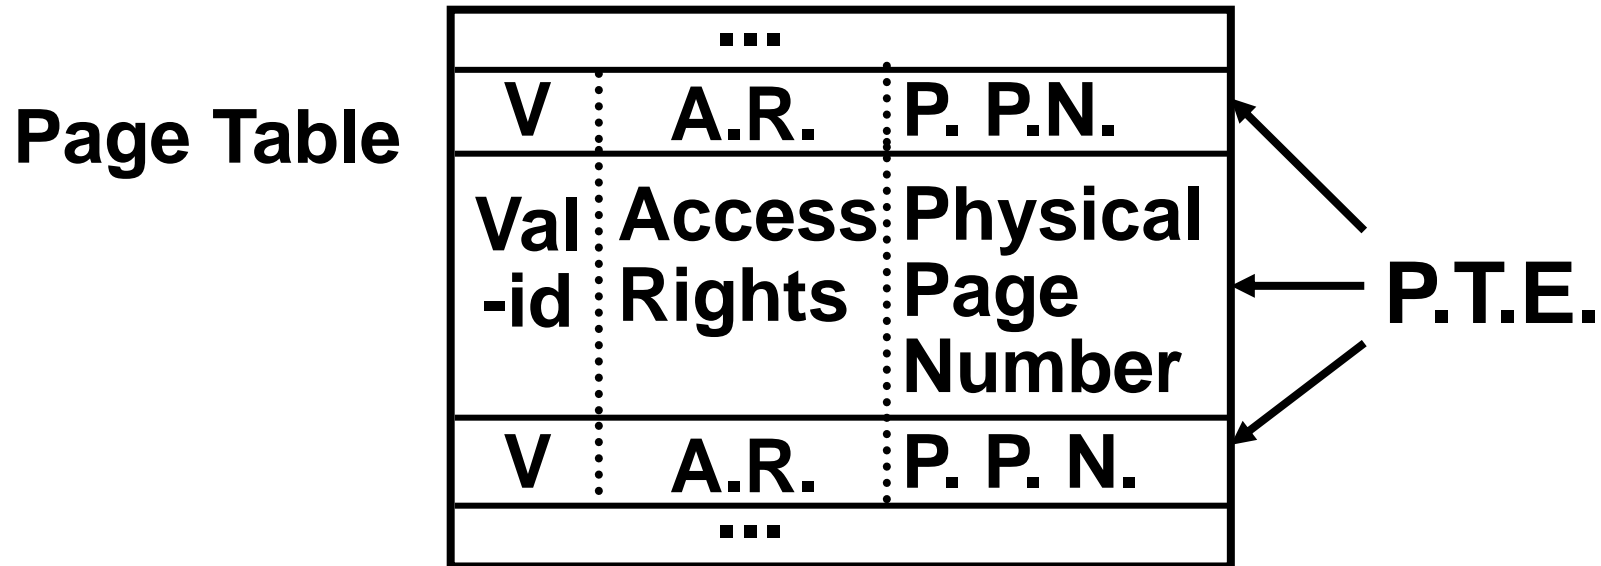 ...
V A.R. P. P.N.
Page Table
Val
-id
Access
Rights
Physical
Page
Number
P.T.E.
V A.R. P. P. N.
...